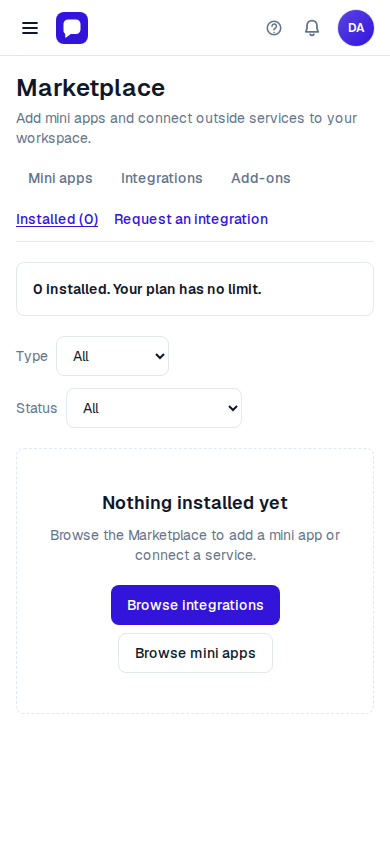 DA
Marketplace
Add mini apps and connect outside services to your
workspace.
Mini apps Integrations Add-ons
Installed (0) Request an integration
0 installed. Your plan has no limit.
Type All
Status All
Nothing installed yet
Browse the Marketplace to add a mini app or
connect a service.
Browse integrations
Browse mini apps